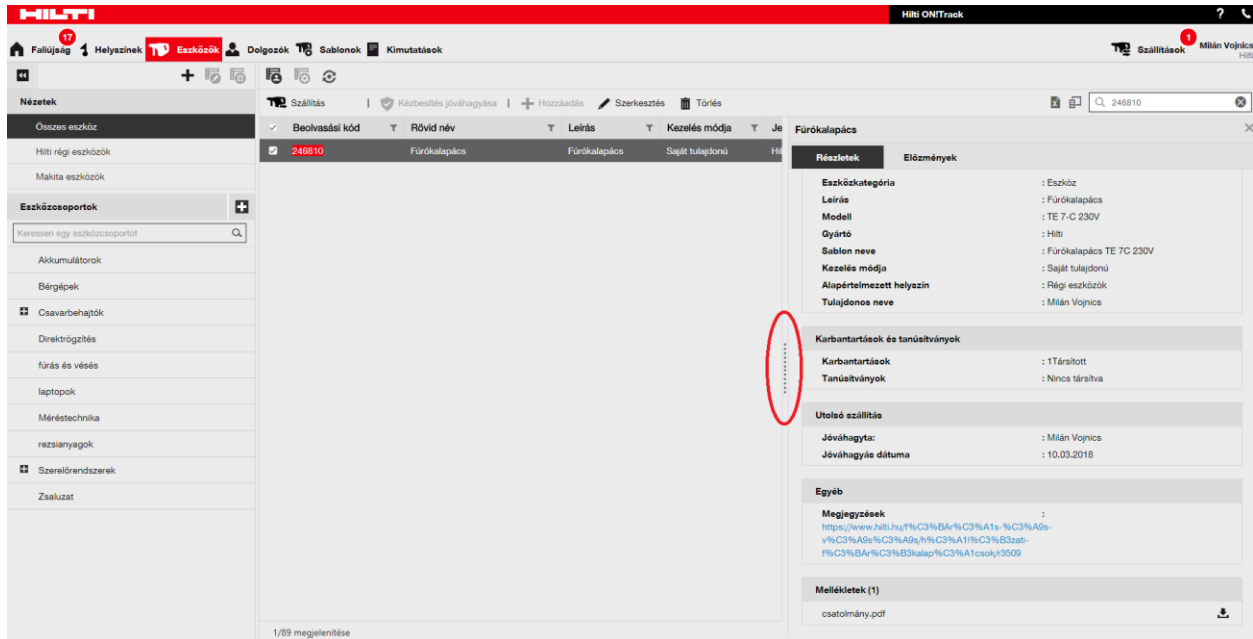 HILTI
Hilti ON!Track
?
17
1
Faliújság
Helyszínek
Eszközök
Dolgozók
Sablonok
Kimutatások
Szállítások
Milán Vojnics
Hilti
Nézetek
Összes eszköz
Hilti régi eszközök
Makita eszközök
Eszközcsoportok
Keressen egy eszközcsoportot
Akkumulátorok
Bérgépek
Csavarbehajtók
Direktrögzítés
fúrás és vésés
laptopok
Méréstechnika
rezsianyagok
Szerelőrendszerek
Zsaluzat
Szállítás | Kézbesítés jóváhagyása | Hozzáadás Szerkesztés Törlés
246810
Beolvasási kód Rövid név Leírás Kezelés módja Je
246810 Fúrókalapács Fúrókalapács Saját tulajdonú Hil
1/89 megjelenítése
Fúrókalapács
Részletek Előzmények
Eszközkategória : Eszköz
Leírás : Fúrókalapács
Modell : TE 7-C 230V
Gyártó : Hilti
Sablon neve : Fúrókalapács TE 7C 230V
Kezelés módja : Saját tulajdonú
Alapértelmezett helyszín : Régi eszközök
Tulajdonos neve : Milán Vojnics
Karbantartások és tanúsítványok
Karbantartások : 1Társított
Tanúsítványok : Nincs társítva
Utolsó szállítás
Jóváhagyta: : Milán Vojnics
Jóváhagyás dátuma : 10.03.2018
Egyéb
Megjegyzések :
https://www.hilti.hu/f%C3%BAr%C3%A1s-%C3%A9s-
v%C3%A9s%C3%A9s/h%C3%A1l%C3%B3zati-
f%C3%BAr%C3%B3kalap%C3%A1csok/r3509
Mellékletek (1)
csatolmány.pdf